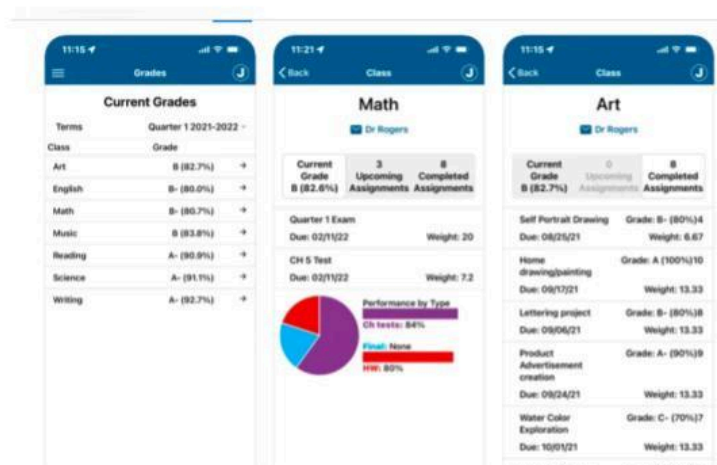 11:15
Grades
J
Current Grades
Terms Quarter 1 2021-2022
Class Grade
Art B (82.7%)
English B- (80.0%)
Math B- (80.7%)
Music B (83.8%)
Reading A- (90.9%)
Science A- (91.1%)
Writing A- (92.7%)
11:21
Back Class J
Math
Dr Rogers
Current 3 8
Grade Upcoming Completed
B (82.6%) Assignments Assignments
Quarter 1 Exam
Due: 02/11/22 Weight: 20
CH 5 Test
Due: 02/11/22 Weight: 7.2
Performance by Type
Ch tests: 84%
Final: None
HW: 80%
11:15
Back Class J
Art
Dr Rogers
Current 0 8
Grade Upcoming Completed
B (82.7%) Assignments Assignments
Self Portrait Drawing Grade: B- (80%)4
Due: 08/25/21 Weight: 6.67
Home Grade: A (100%)10
drawing/painting
Due: 09/17/21 Weight: 13.33
Lettering project Grade: B- (80%)8
Due: 09/06/21 Weight: 13.33
Product Grade: A- (90%)9
Advertisement
creation
Due: 09/24/21 Weight: 13.33
Water Color Grade: C- (70%)7
Exploration
Due: 10/01/21 Weight: 13.33